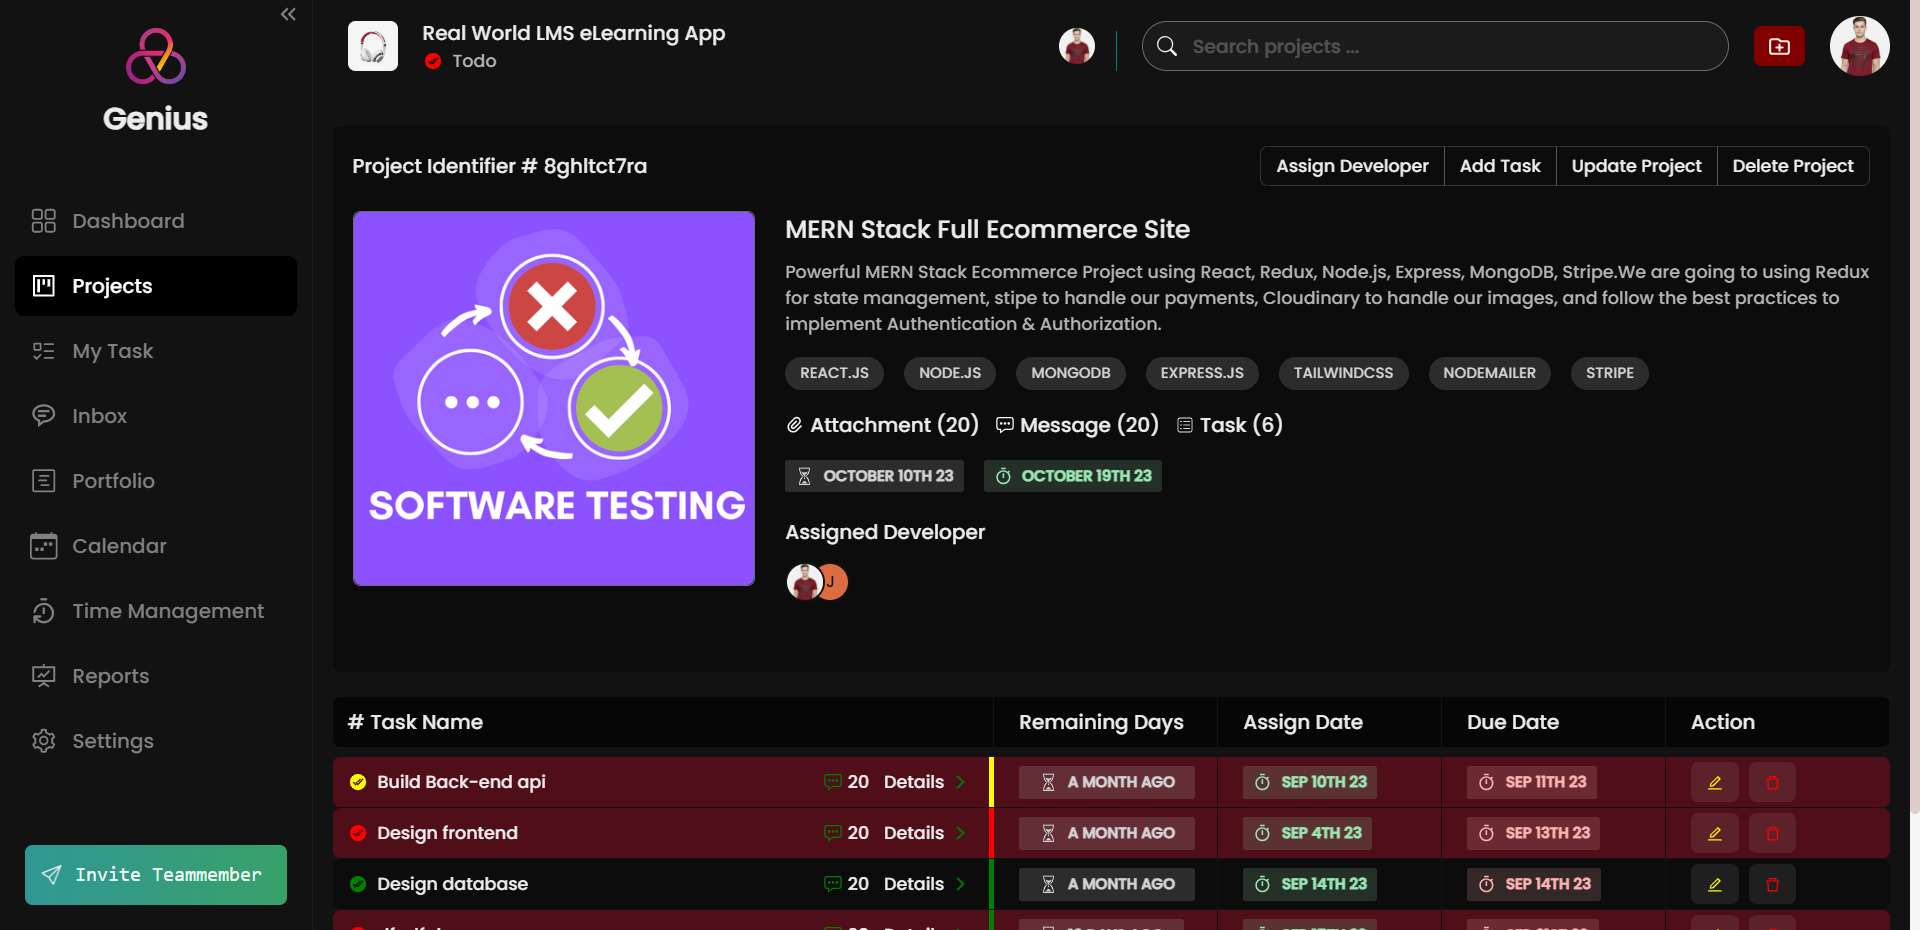 Genius
Dashboard
Projects
My Task
Inbox
Portfolio
Calendar
Time Management
Reports
Settings
Invite Teammember
Real World LMS eLearning App
Todo
Search projects ...
Project Identifier # 8ghltct7ra
Assign Developer Add Task Update Project Delete Project
SOFTWARE TESTING
MERN Stack Full Ecommerce Site
Powerful MERN Stack Ecommerce Project using React, Redux, Node.js, Express, MongoDB, Stripe.We are going to using Redux
for state management, stipe to handle our payments, Cloudinary to handle our images, and follow the best practices to
implement Authentication & Authorization.
REACT.JS NODE.JS MONGODB EXPRESS.JS TAILWINDCSS NODEMAILER STRIPE
Attachment (20) Message (20) Task (6)
OCTOBER 10TH 23 OCTOBER 19TH 23
Assigned Developer
J
# Task Name Remaining Days Assign Date Due Date Action
Build Back-end api 20 Details A MONTH AGO SEP 10TH 23 SEP 11TH 23
Design frontend 20 Details A MONTH AGO SEP 4TH 23 SEP 13TH 23
Design database 20 Details A MONTH AGO SEP 14TH 23 SEP 14TH 23